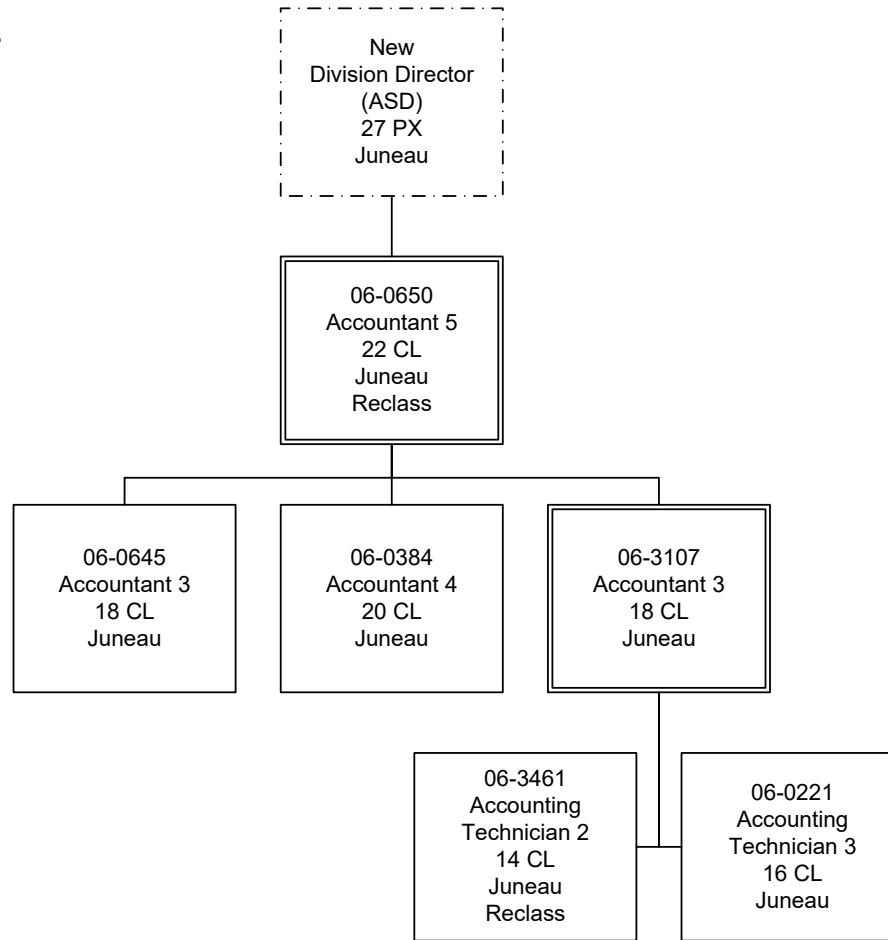 New
Division Director
(ASD)
27 PX
Juneau
06-0650
Accountant 5
22 CL
Juneau
Reclass
06-0645
Accountant 3
18 CL
Juneau
06-0384
Accountant 4
20 CL
Juneau
06-3107
Accountant 3
18 CL
Juneau
06-3461
Accounting
Technician 2
14 CL
Juneau
Reclass
06-0221
Accounting
Technician 3
16 CL
Juneau